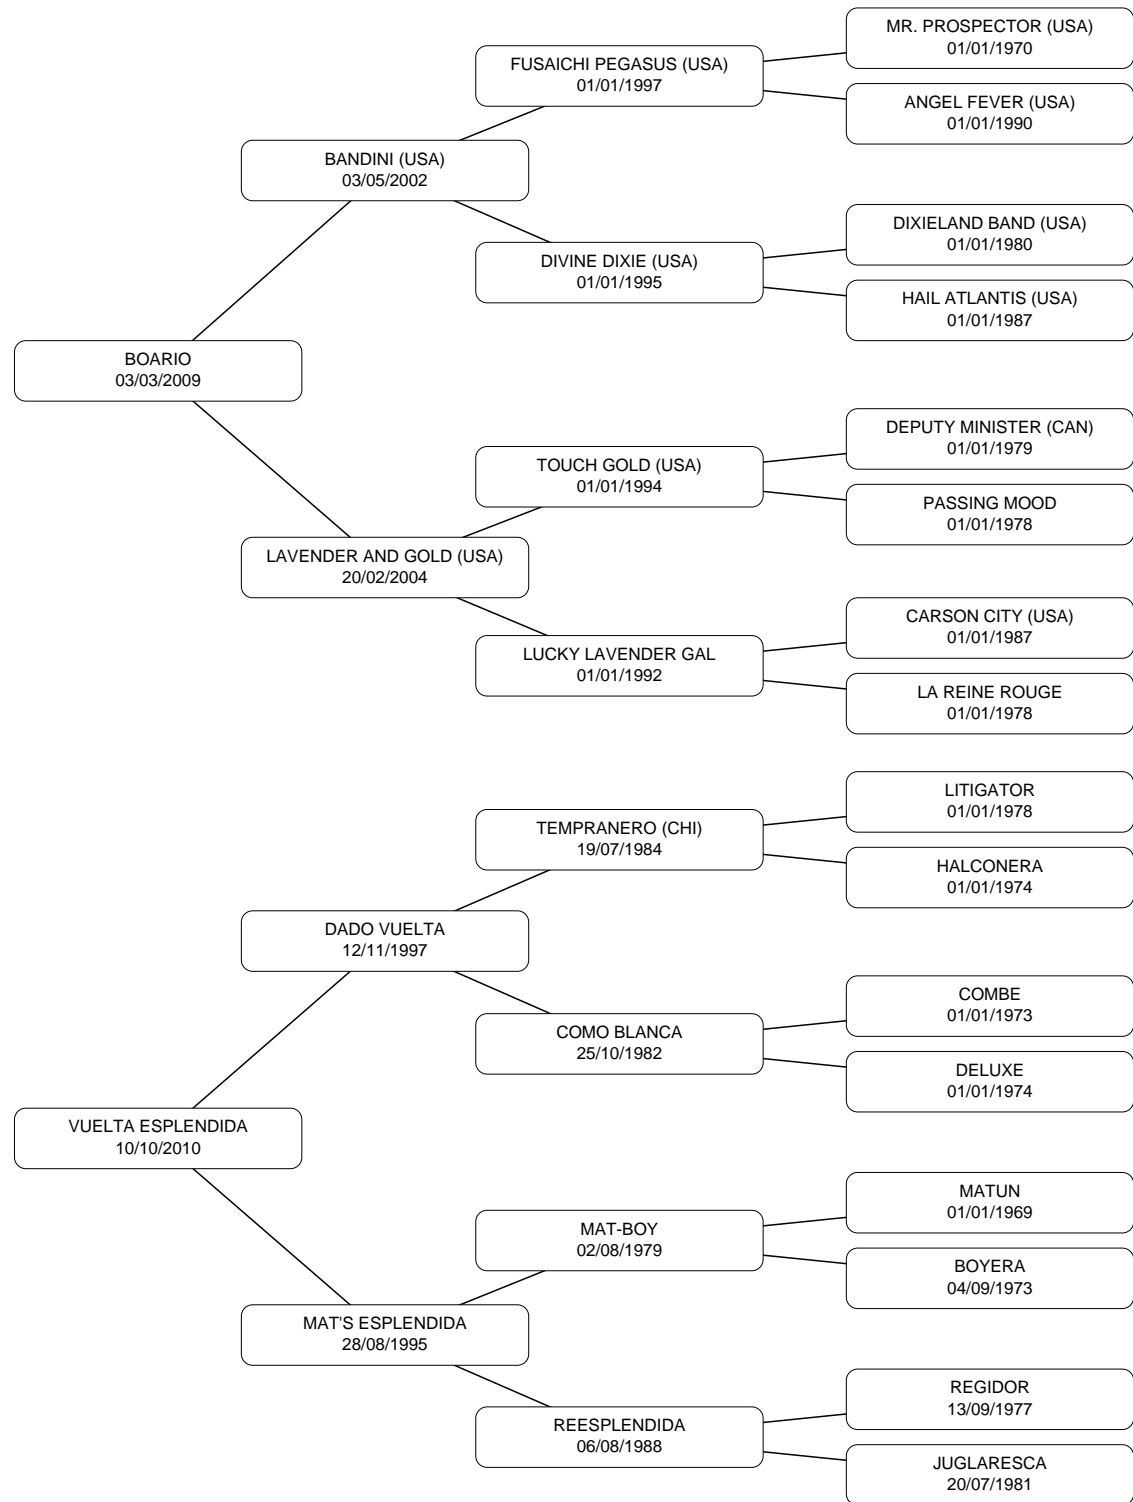 MR. PROSPECTOR (USA)
01/01/1970
FUSAICHI PEGASUS (USA)
01/01/1997
ANGEL FEVER (USA)
01/01/1990
BANDINI (USA)
03/05/2002
DIXIELAND BAND (USA)
01/01/1980
DIVINE DIXIE (USA)
01/01/1995
HAIL ATLANTIS (USA)
01/01/1987
BOARIO
03/03/2009
DEPUTY MINISTER (CAN)
01/01/1979
TOUCH GOLD (USA)
01/01/1994
PASSING MOOD
01/01/1978
LAVENDER AND GOLD (USA)
20/02/2004
CARSON CITY (USA)
01/01/1987
LUCKY LAVENDER GAL
01/01/1992
LA REINE ROUGE
01/01/1978
LITIGATOR
01/01/1978
TEMPRANERO (CHI)
19/07/1984
HALCONERA
01/01/1974
DADO VUELTA
12/11/1997
COMBE
01/01/1973
COMO BLANCA
25/10/1982
DELUXE
01/01/1974
VUELTA ESPLENDIDA
10/10/2010
MATUN
01/01/1969
MAT-BOY
02/08/1979
BOYERA
04/09/1973
MAT'S ESPLENDIDA
28/08/1995
REGIDOR
13/09/1977
REESPLENDIDA
06/08/1988
JUGLARESCA
20/07/1981